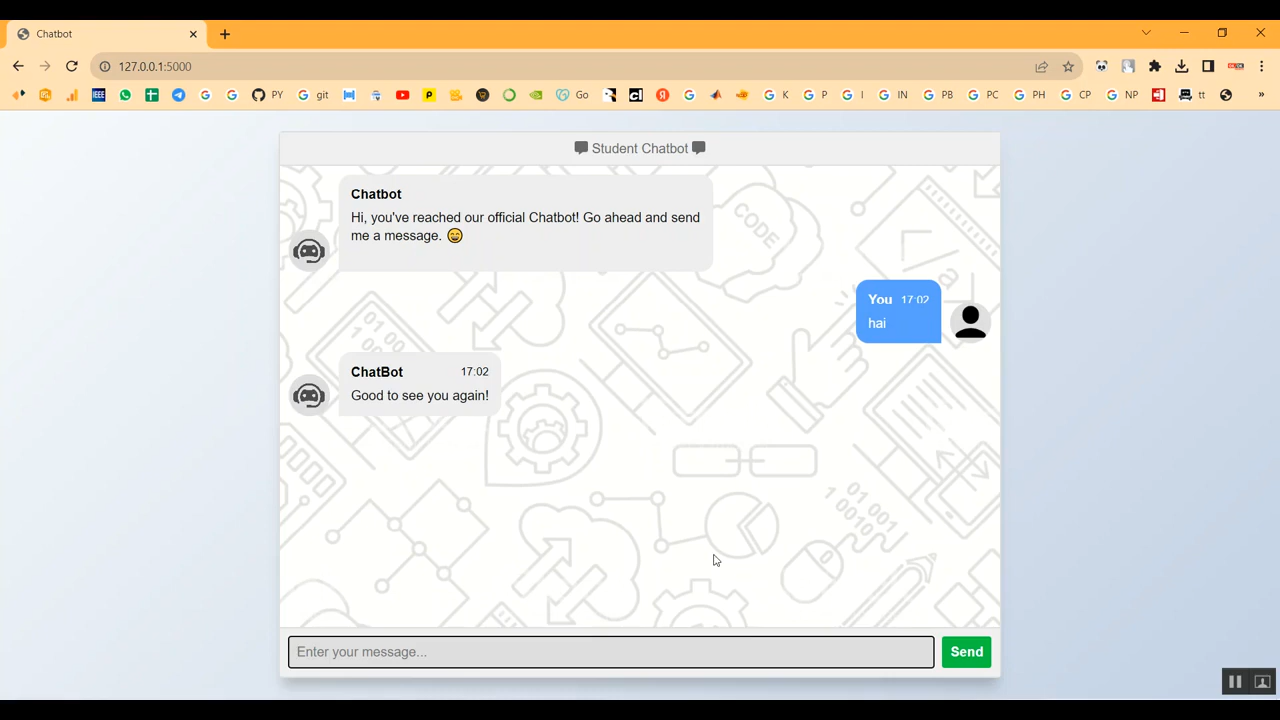 Chatbot
127.0.0.1:5000
PY
git
Go
K
P
I
IN
PB
PC
PH
CP
NP
tt
Student Chatbot
Chatbot
Hi, you've reached our official Chatbot! Go ahead and send
me a message. 😄
You 17:02
hai
ChatBot 17:02
Good to see you again!
CODE
Enter your message...
Send